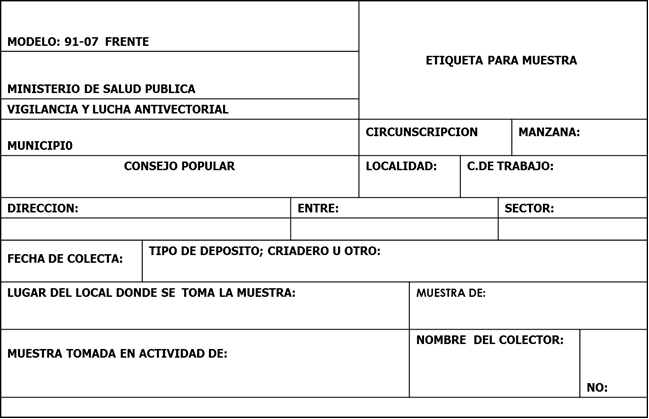 MODELO: 91-07 FRENTE
ETIQUETA PARA MUESTRA
MINISTERIO DE SALUD PUBLICA
VIGILANCIA Y LUCHA ANTIVECTORIAL
MUNICIPI0
CIRCUNSCRIPCION
MANZANA:
CONSEJO POPULAR
LOCALIDAD:
C.DE TRABAJO:
DIRECCION:
ENTRE:
SECTOR:
FECHA DE COLECTA:
TIPO DE DEPOSITO; CRIADERO U OTRO:
LUGAR DEL LOCAL DONDE SE TOMA LA MUESTRA:
MUESTRA DE:
MUESTRA TOMADA EN ACTIVIDAD DE:
NOMBRE DEL COLECTOR:
NO: